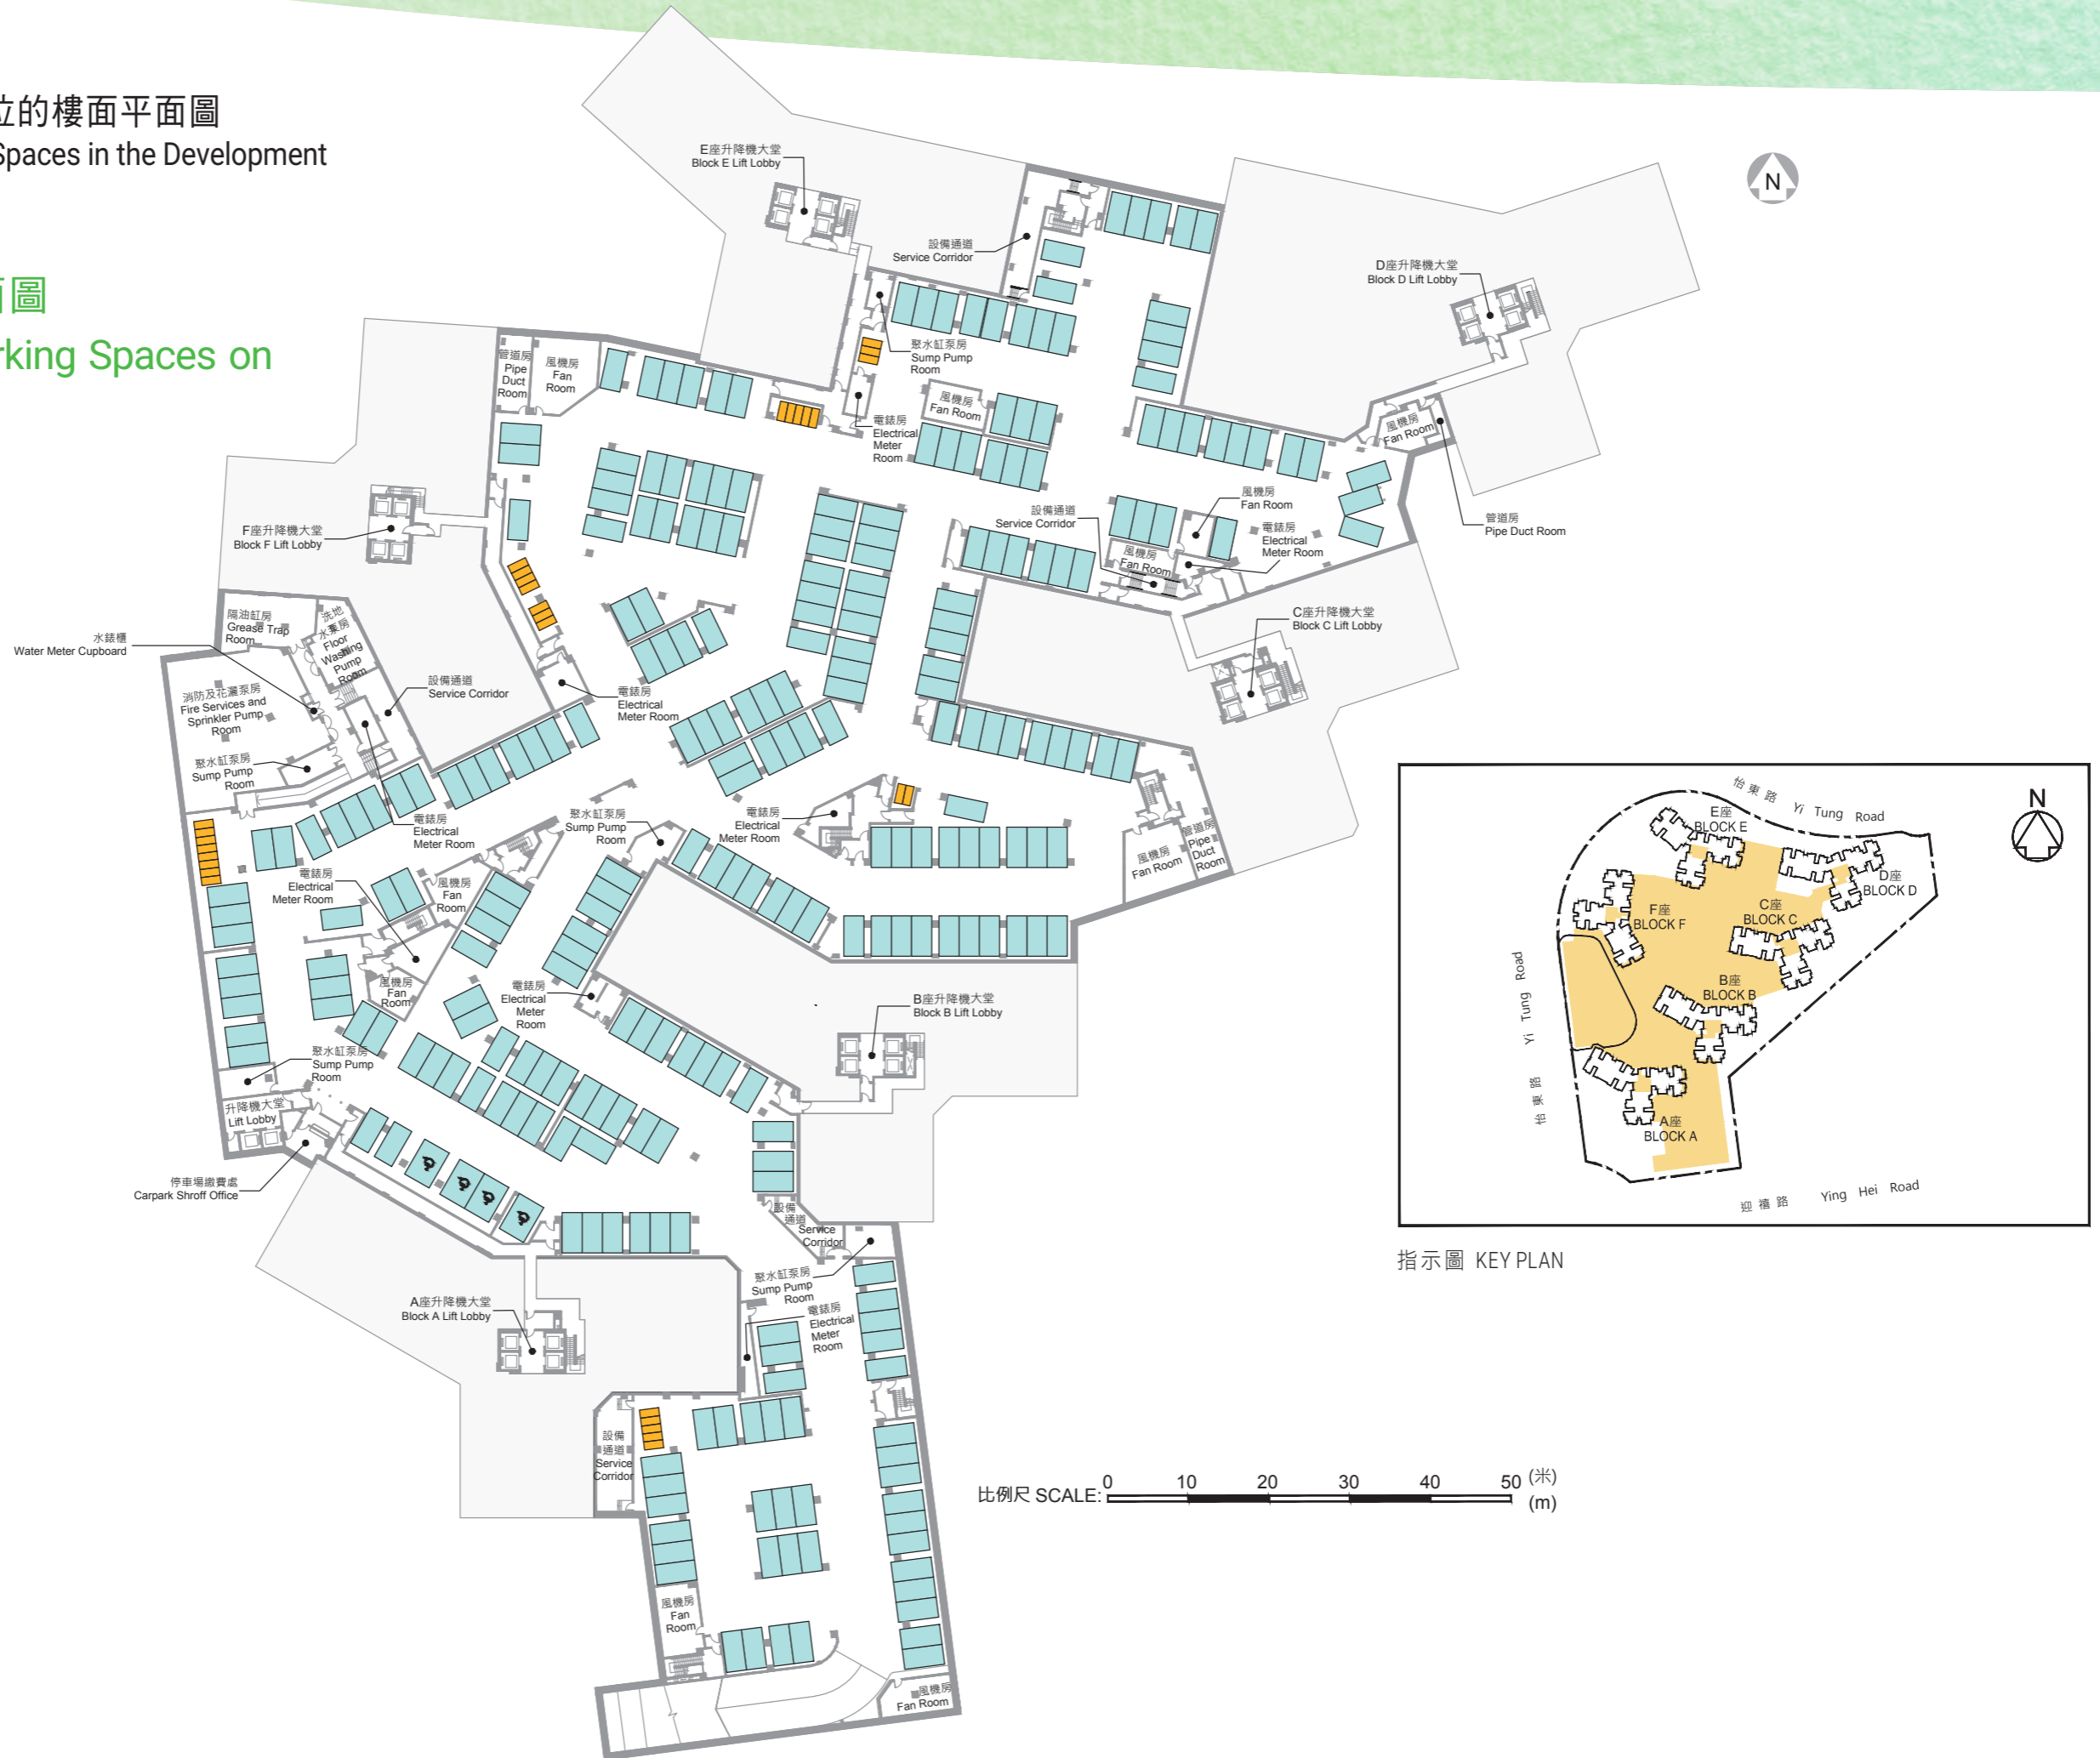 位的樓面平面圖
Spaces in the Development
面圖
rking Spaces on
N
E座升降機大堂
Block E Lift Lobby
設備通道
Service Corridor
D座升降機大堂
Block D Lift Lobby
聚水缸泵房
Sump Pump
Room
管道房
Pipe
Duct
Room
風機房
Fan
Room
風機房
Fan Room
電錶房
Electrical
Meter
Room
風機房
Fan Room
風機房
Fan Room
設備通道
Service Corridor
電錶房
Electrical
Meter Room
管道房
Pipe Duct Room
風機房
Fan Room
F座升降機大堂
Block F Lift Lobby
C座升降機大堂
Block C Lift Lobby
隔油缸房
Grease Trap
Room
洗地
水泵房
Floor
Washing
Pump
Room
水錶櫃
Water Meter Cupboard
設備通道
Service Corridor
消防及花灑泵房
Fire Services and
Sprinkler Pump
Room
電錶房
Electrical
Meter Room
聚水缸泵房
Sump Pump
Room
電錶房
Electrical
Meter Room
聚水缸泵房
Sump Pump
Room
電錶房
Electrical
Meter Room
風機房
Fan Room
管道房
Pipe
Duct
Room
電錶房
Electrical
Meter Room
風機房
Fan
Room
風機房
Fan
Room
電錶房
Electrical
Meter
Room
B座升降機大堂
Block B Lift Lobby
聚水缸泵房
Sump Pump
Room
升降機大堂
Lift Lobby
停車場繳費處
Carpark Shroff Office
設備
通道
Service
Corridor
聚水缸泵房
Sump Pump
Room
電錶房
Electrical
Meter
Room
A座升降機大堂
Block A Lift Lobby
設備
通道
Service
Corridor
風機房
Fan
Room
風機房
Fan Room
比例尺 SCALE:
0 10 20 30 40 50 (米)
(m)
怡東路 Yi Tung Road
N
E座
BLOCK E
D座
BLOCK D
F座
BLOCK F
C座
BLOCK C
B座
BLOCK B
A座
BLOCK A
怡東路 Yi Tung Road
迎禧路 Ying Hei Road
指示圖 KEY PLAN